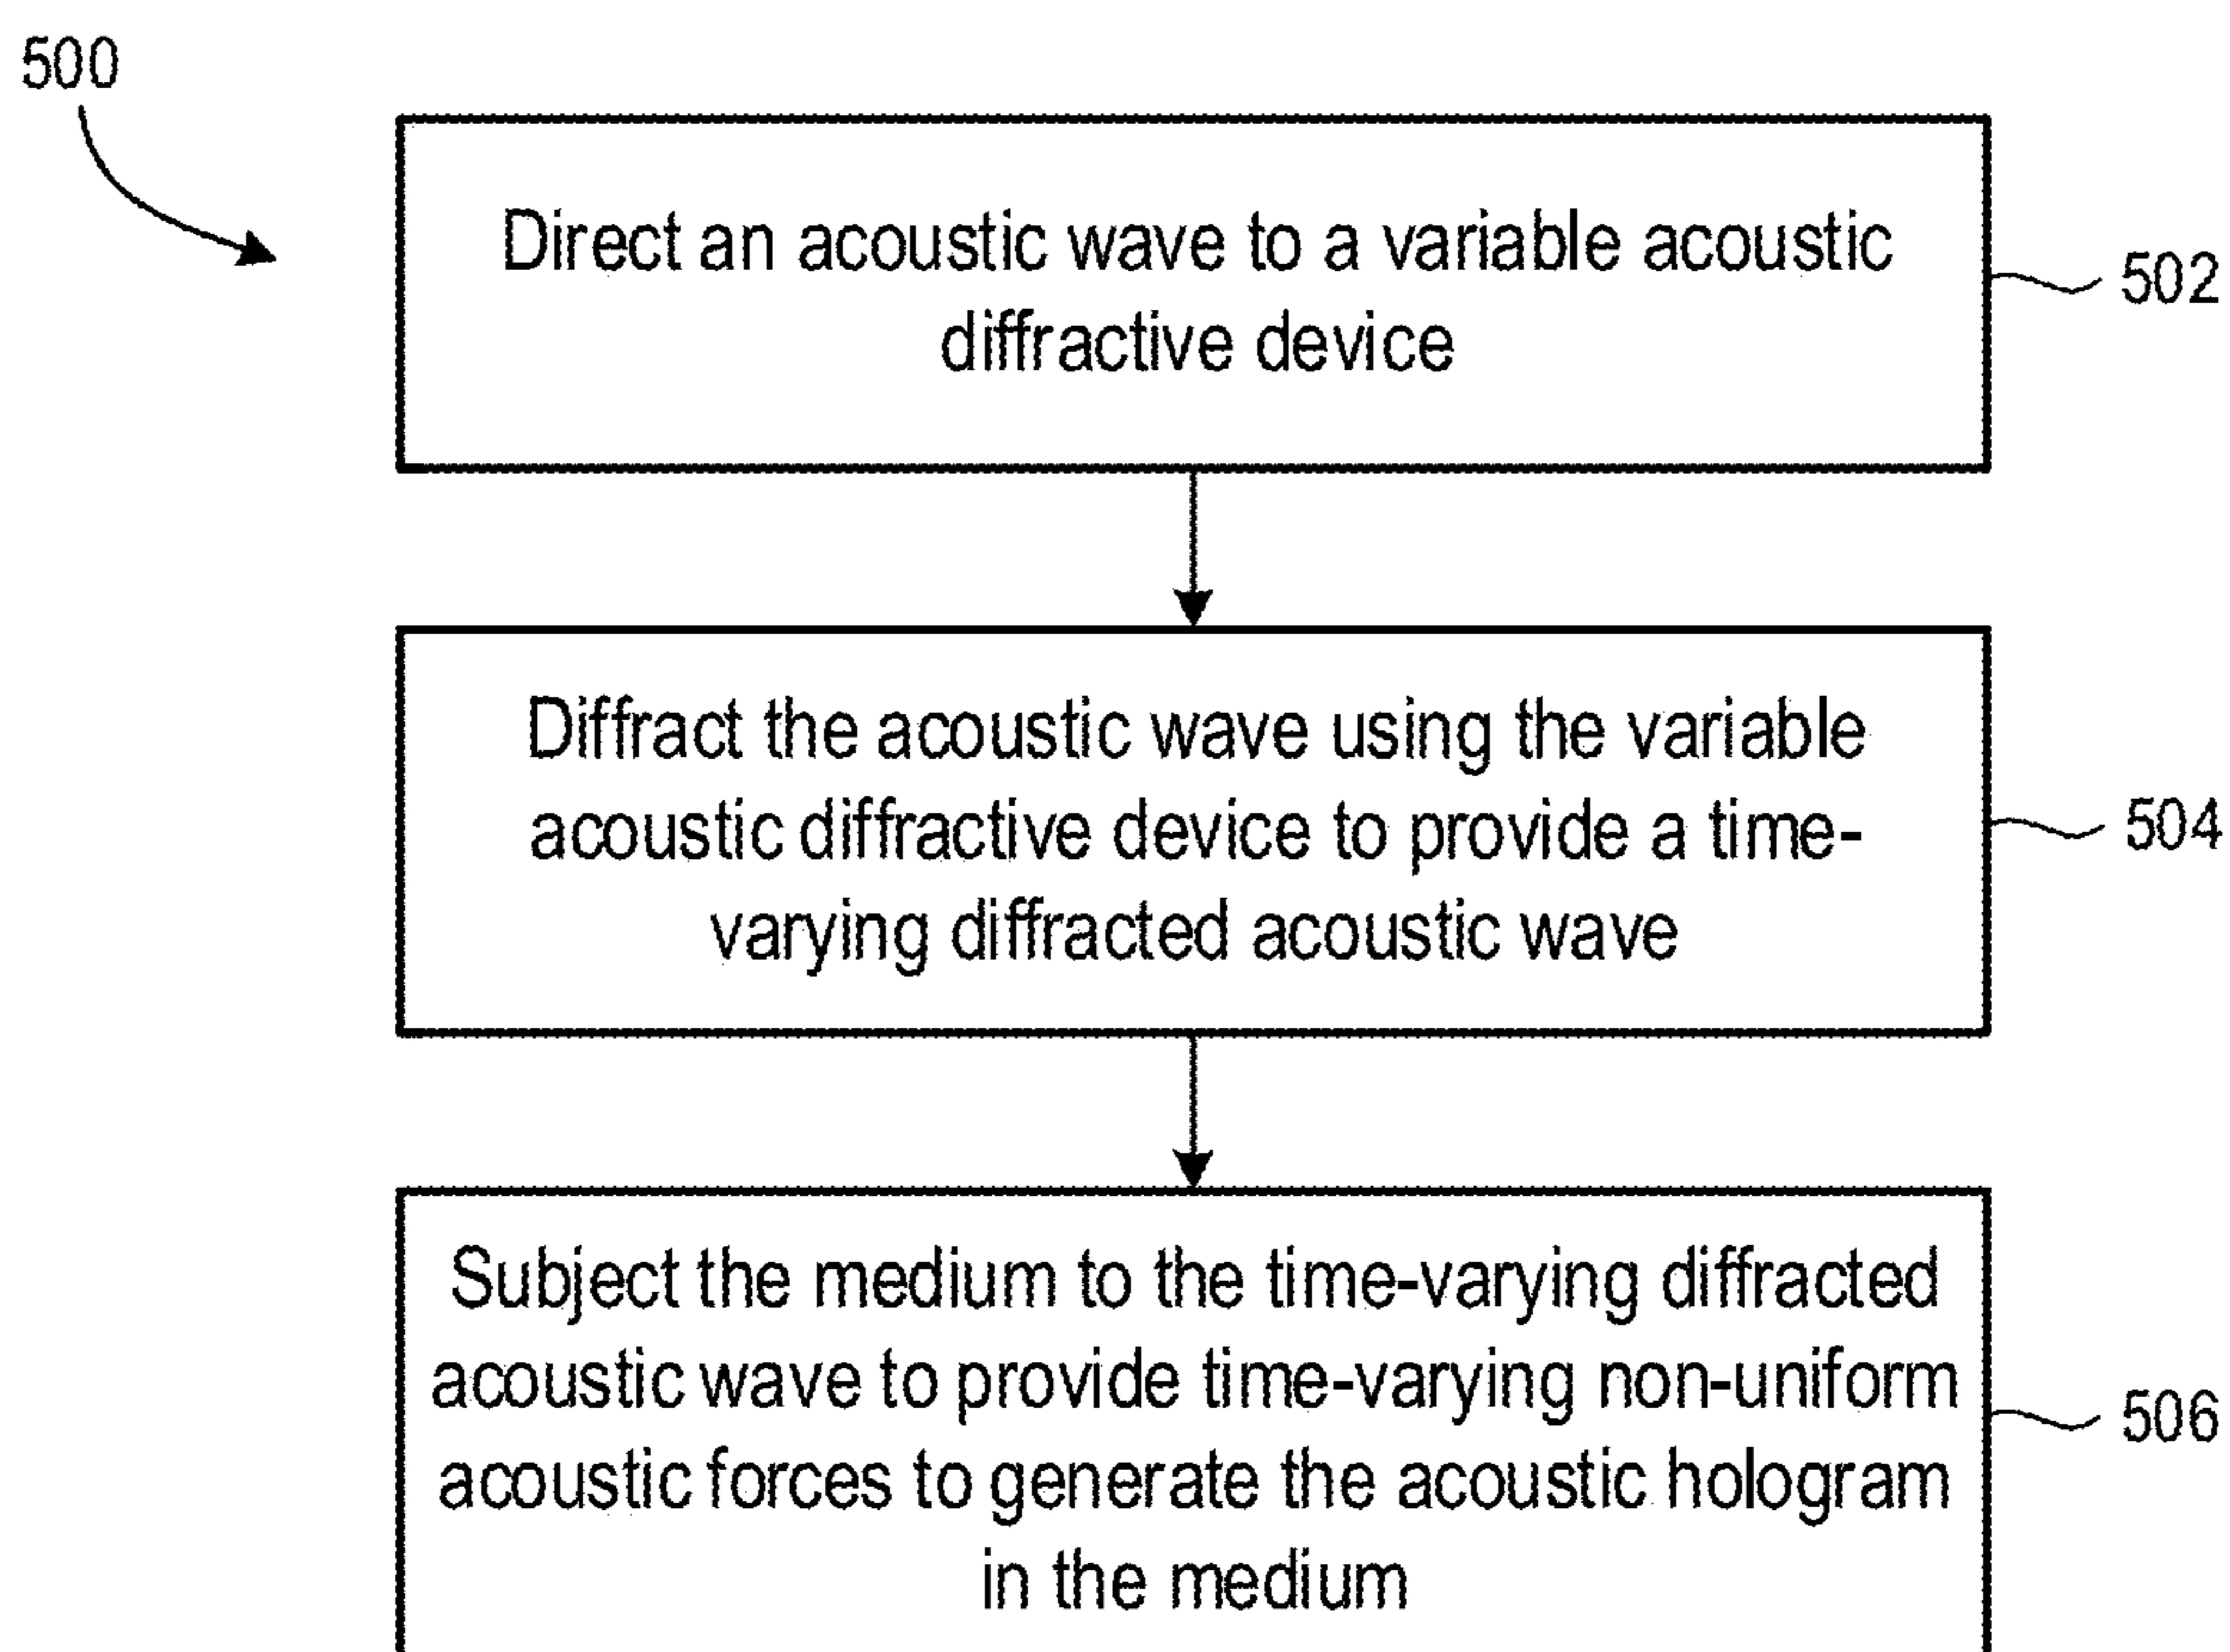 500
Direct an acoustic wave to a variable acoustic
diffractive device
502
Diffract the acoustic wave using the variable
acoustic diffractive device to provide a time-
varying diffracted acoustic wave
504
Subject the medium to the time-varying diffracted
acoustic wave to provide time-varying non-uniform
acoustic forces to generate the acoustic hologram
in the medium
506